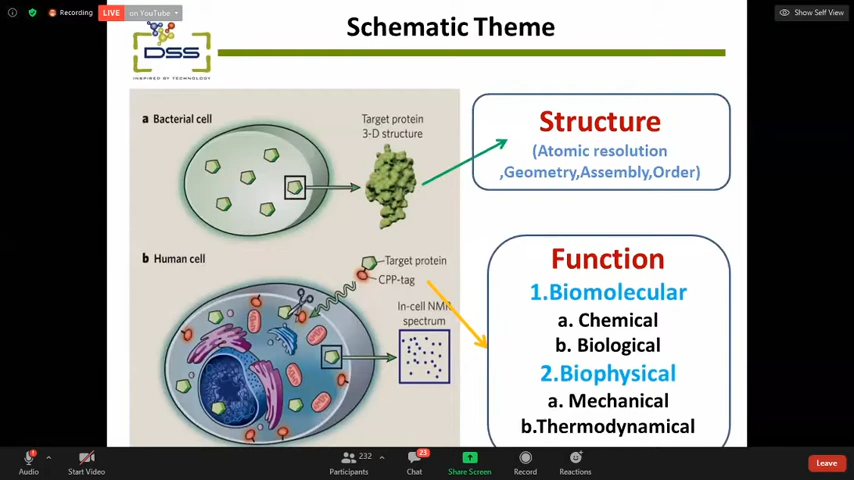 Recording
LIVE
on YouTube
Show Self View
Schematic Theme
DSS
INSPIRED BY TECHNOLOGY
a Bacterial cell
Target protein
3-D structure
Structure
(Atomic resolution
,Geometry,Assembly,Order)
b Human cell
Target protein
CPP-tag
In-cell NMR
spectrum
Function
1.Biomolecular
a. Chemical
b. Biological
2.Biophysical
a. Mechanical
b.Thermodynamical
Audio
Start Video
232
Participants
23
Chat
Share Screen
Record
Reactions
Leave